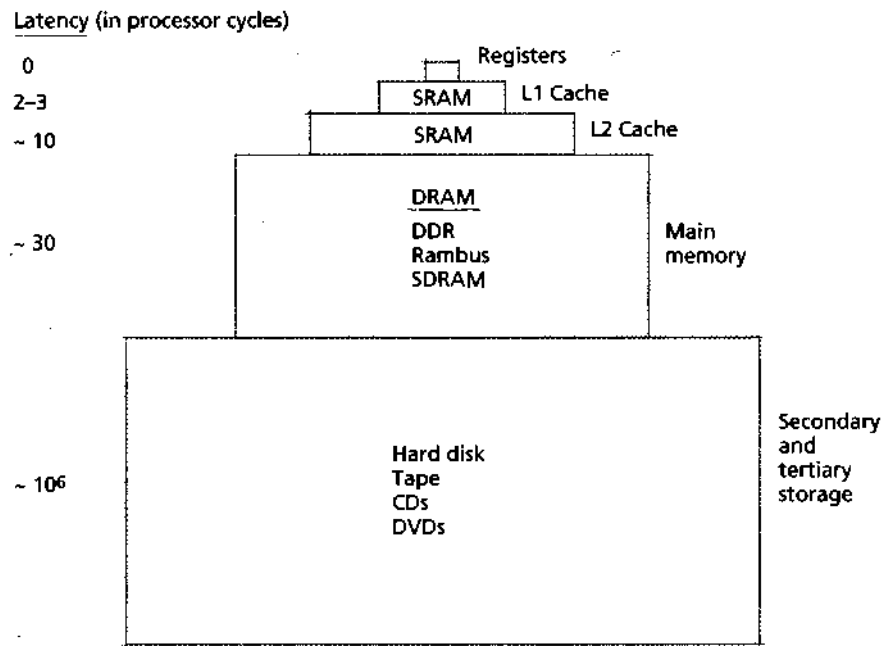 Latency (in processor cycles)
0
Registers
2–3
SRAM
L1 Cache
~ 10
SRAM
L2 Cache
~ 30
DRAM
DDR
Rambus
SDRAM
Main
memory
~ 10⁶
Hard disk
Tape
CDs
DVDs
Secondary
and
tertiary
storage